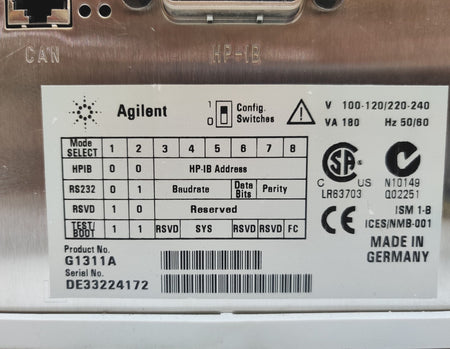 CAN
HP-IB
Agilent
1
0
Config.
Switches
V 100-120/220-240
VA 180 Hz 50/60
Mode SELECT 1 2 3 4 5 6 7 8
HPIB 0 0 HP-IB Address
RS232 0 1 Baudrate Data Bits Parity
RSVD 1 0 Reserved
TEST/BOOT 1 1 RSVD SYS RSVD RSVD FC
C US
LR63703
N10149
Q02251
ISM 1-B
ICES/NMB-001
MADE IN
GERMANY
Product No.
G1311A
Serial No.
DE33224172